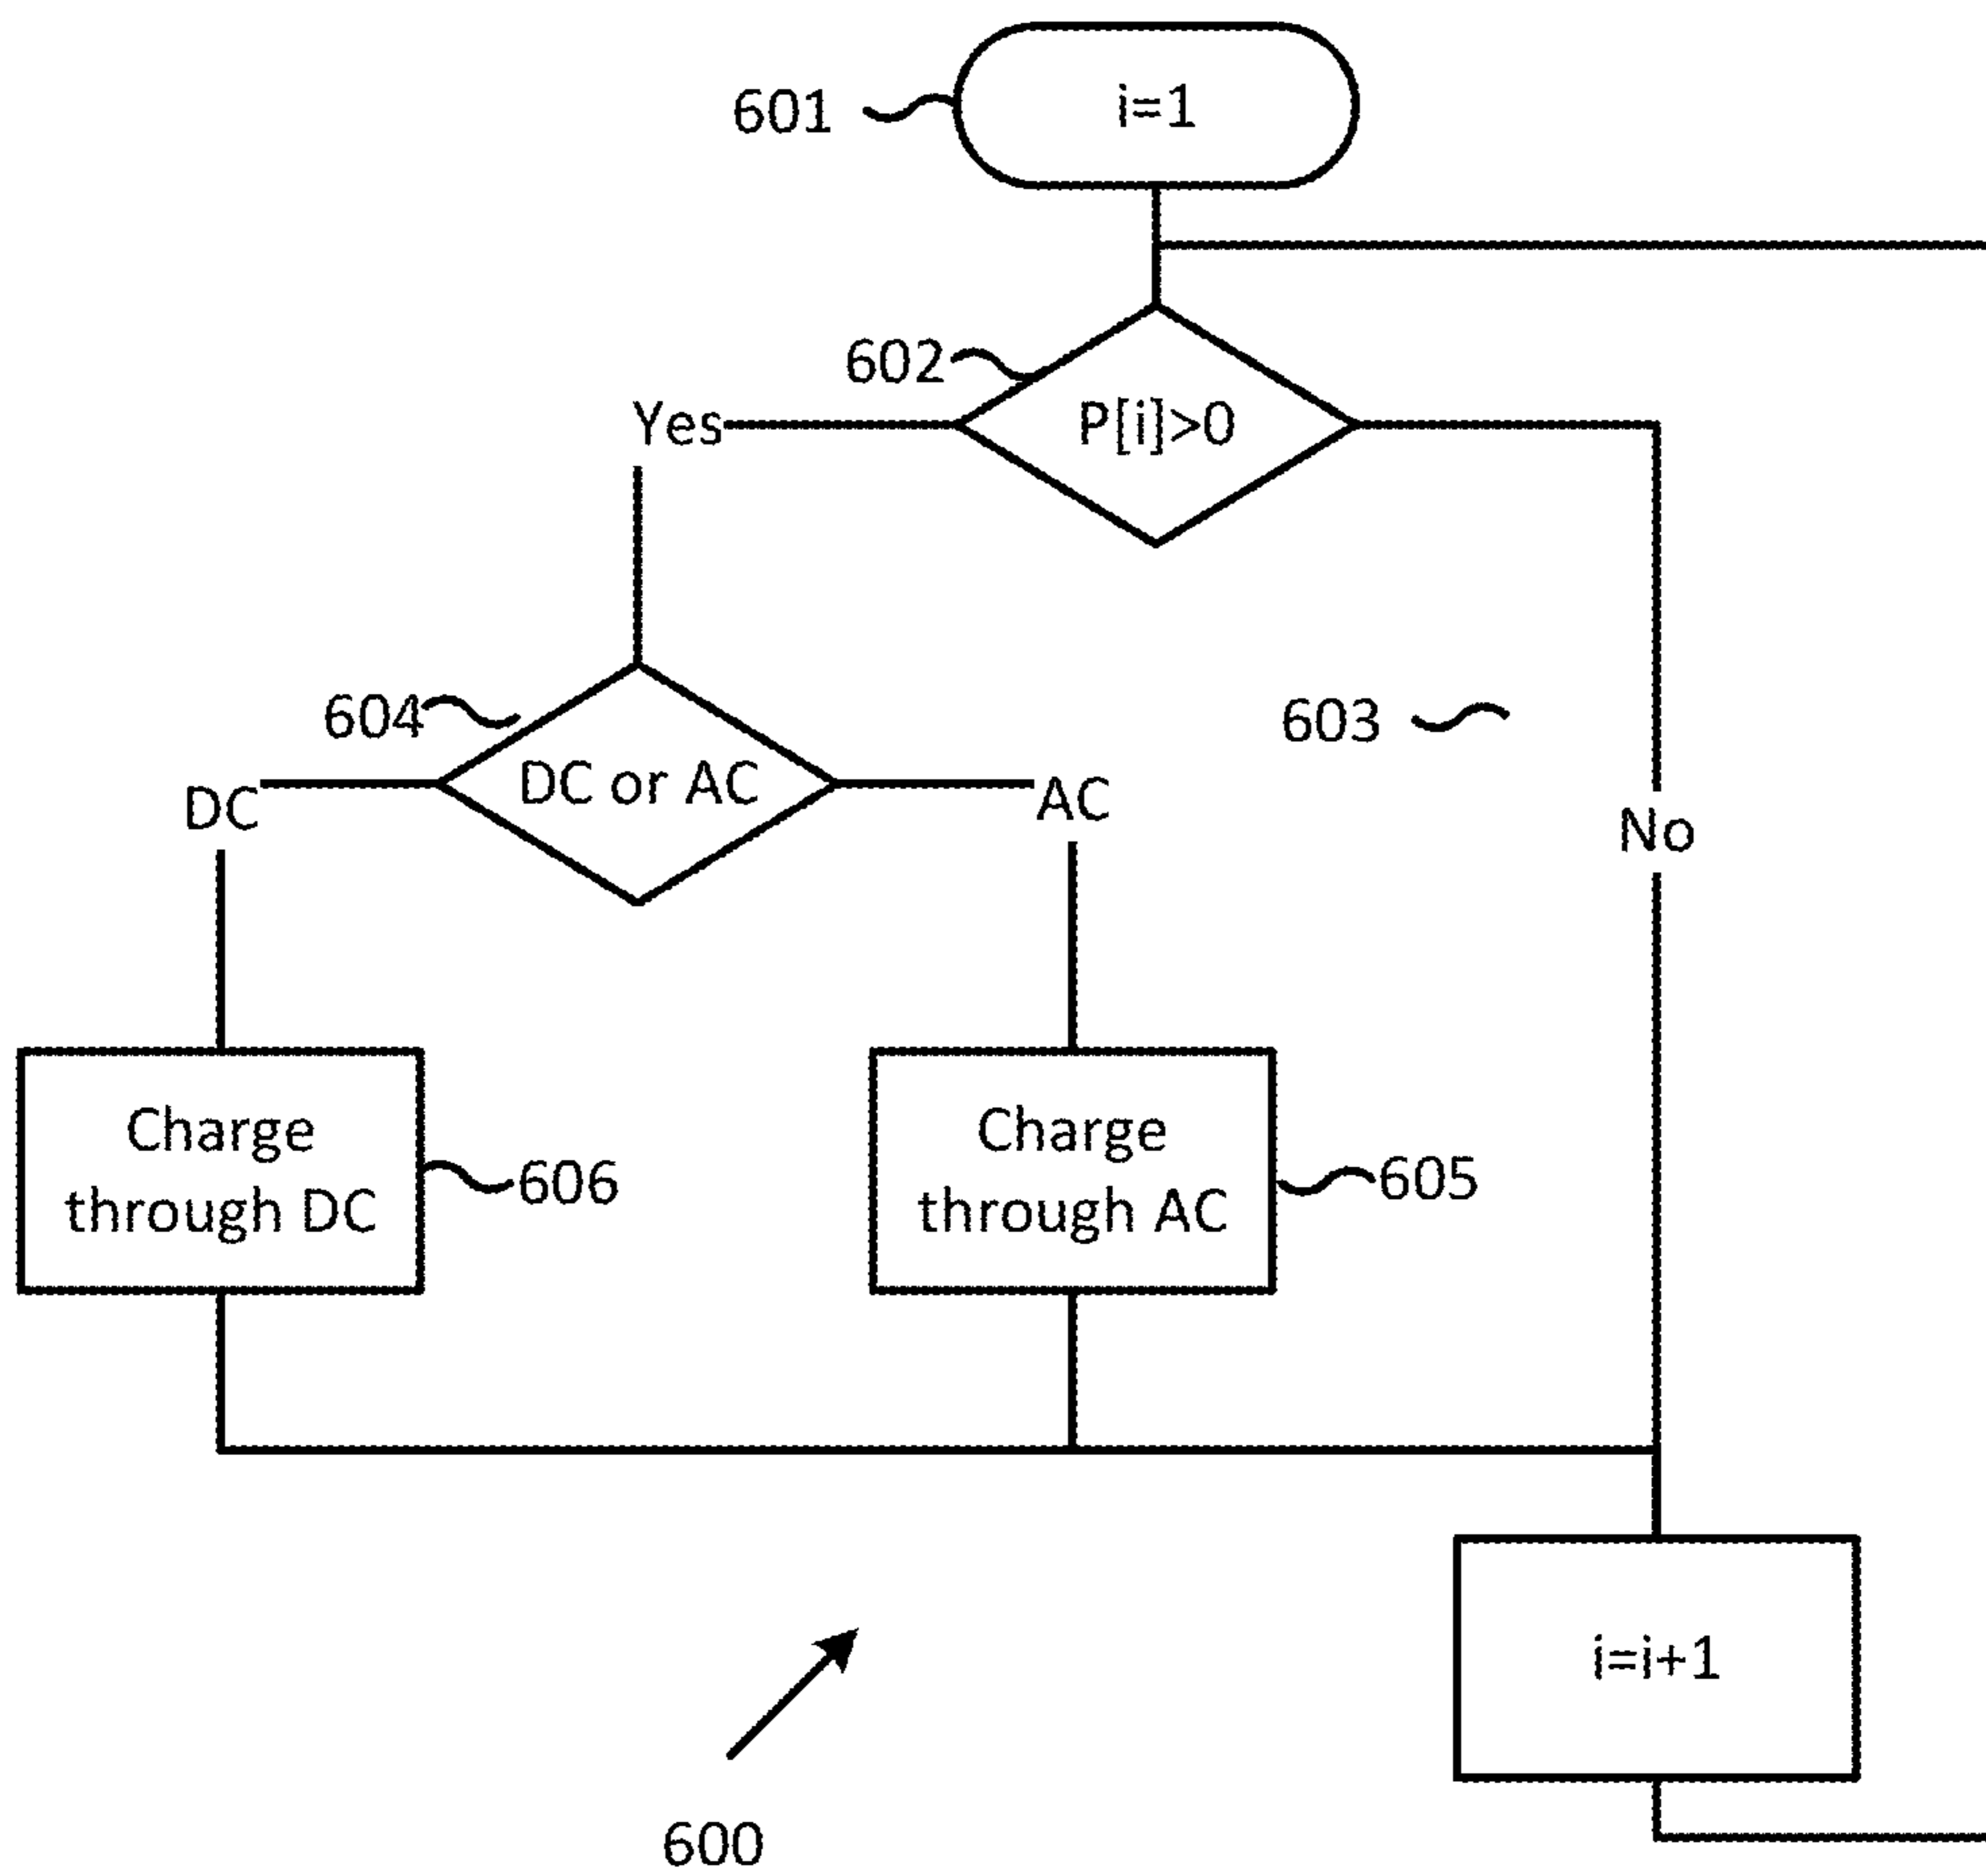 601
i=1
602
Yes
P[i]>0
604
603
DC
DC or AC
AC
No
Charge
through DC
606
Charge
through AC
605
i=i+1
600